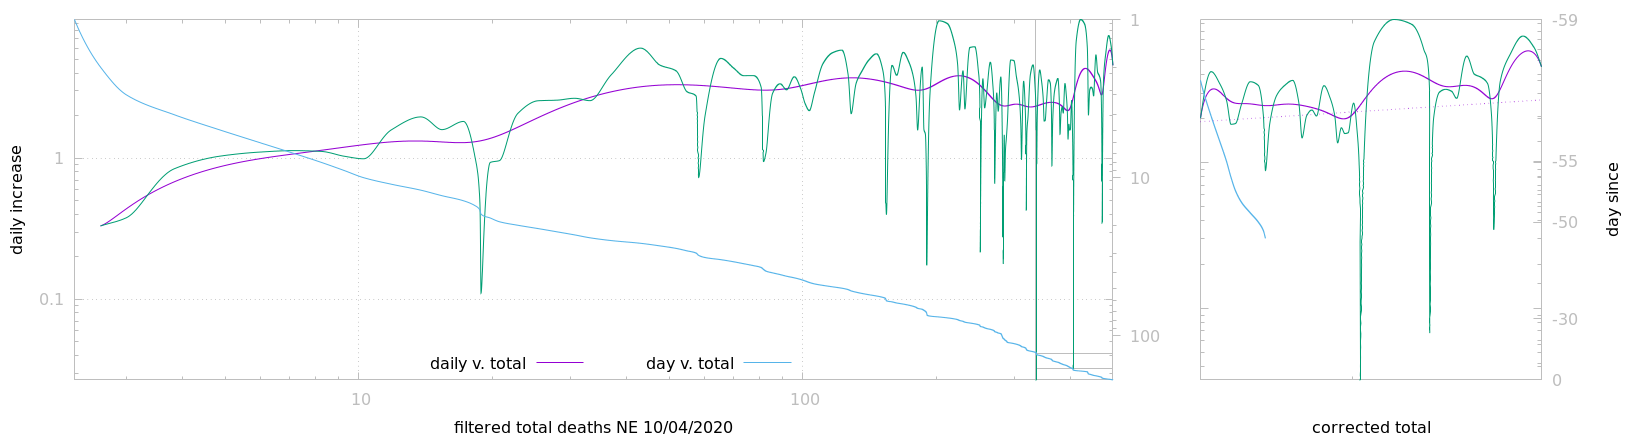 daily increase
1
0.1
10
100
filtered total deaths NE 10/04/2020
daily v. total
day v. total
1
10
100
-59
-55
-50
-30
0
day since
corrected total